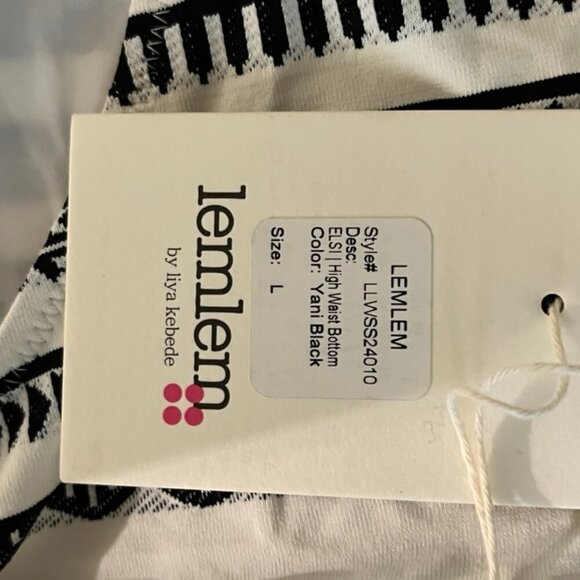 lemlem
by liya kebede
LEMLEM
Style# LLWSS24010
Desc:
ELSI | High Waist Bottom
Color: Yani Black
Size: L